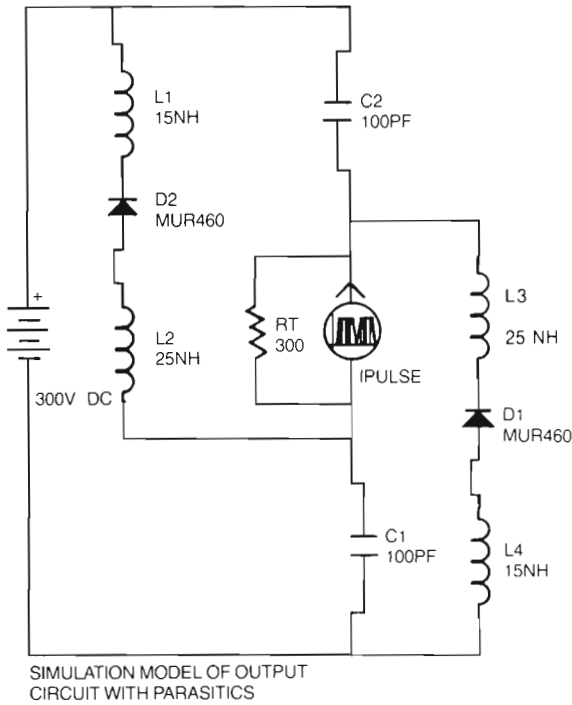 L1
15NH
C2
100PF
D2
MUR460
+
RT
300
L3
25 NH
L2
25NH
IPULSE
300V DC
D1
MUR460
C1
100PF
L4
15NH
SIMULATION MODEL OF OUTPUT
CIRCUIT WITH PARASITICS